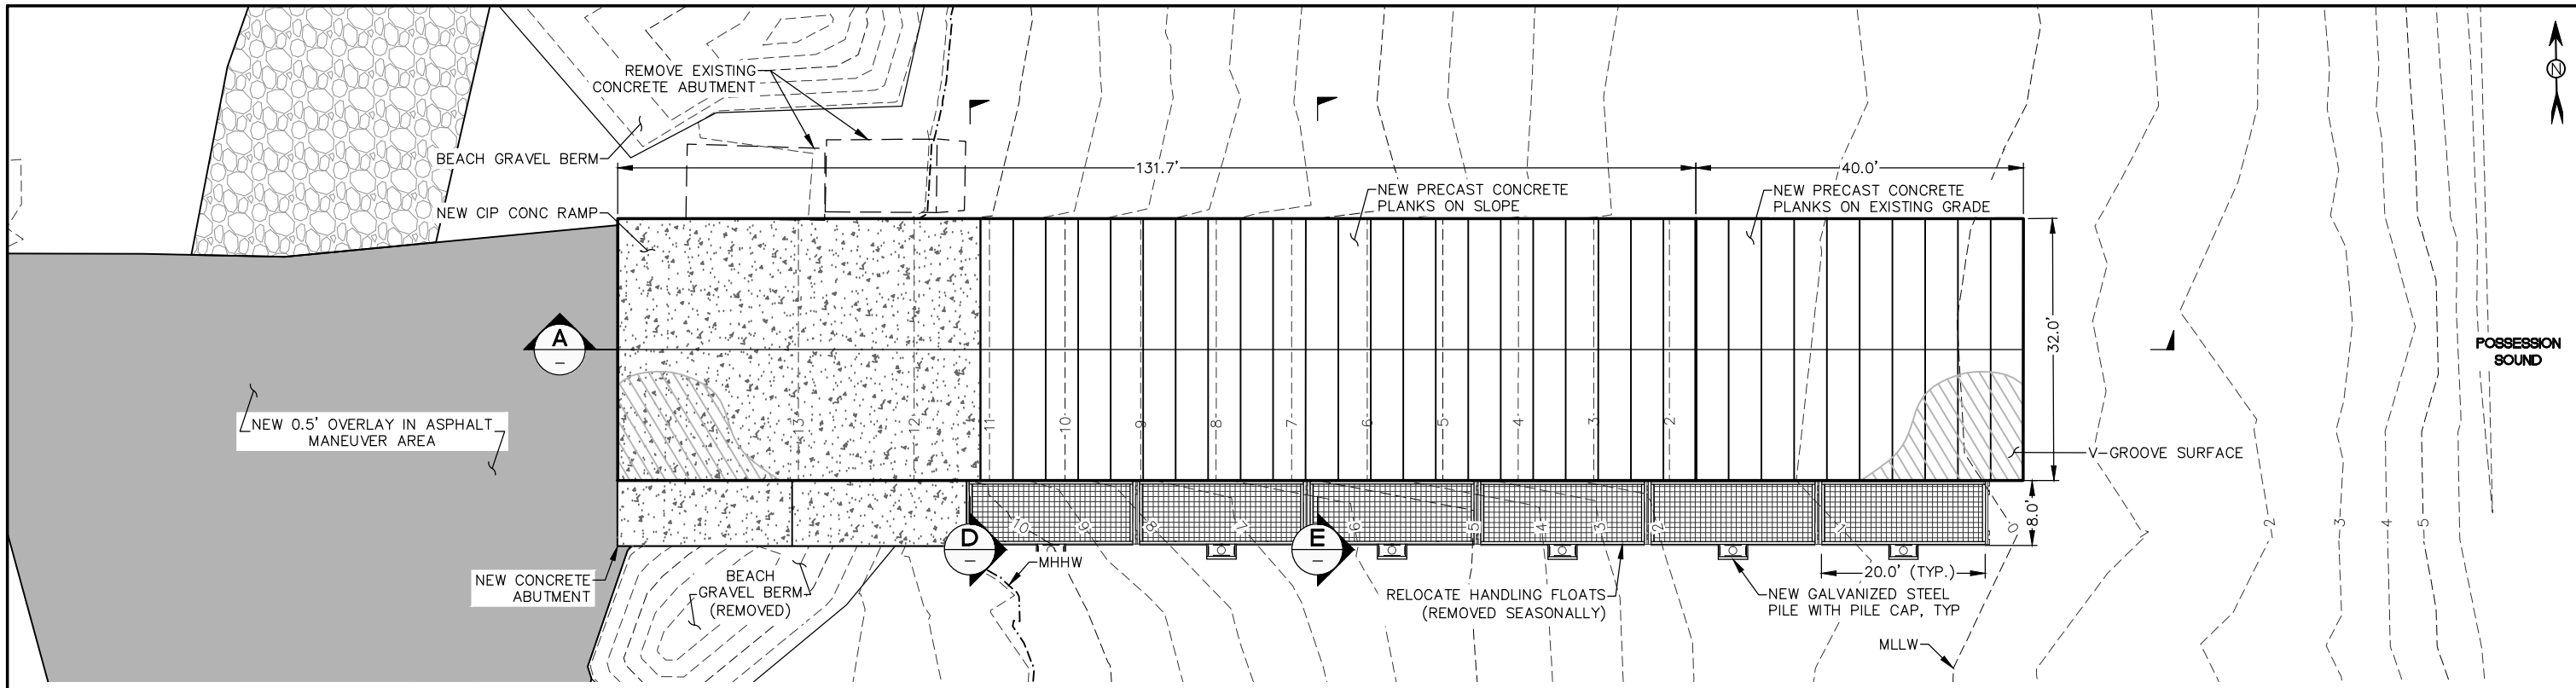 REMOVE EXISTING
CONCRETE ABUTMENT
N
BEACH GRAVEL BERM
131.7'
40.0'
NEW PRECAST CONCRETE
PLANKS ON SLOPE
NEW PRECAST CONCRETE
PLANKS ON EXISTING GRADE
NEW CIP CONC RAMP
A
–
32.0'
POSSESSION
SOUND
NEW 0.5' OVERLAY IN ASPHALT
MANEUVER AREA
13
12
11
10
9
8
7
6
5
4
3
2
V-GROOVE SURFACE
10
9
8
7
6
5
4
3
2
1
0
2
3
4
5
8.0'
D
–
E
–
MHHW
20.0' (TYP.)
NEW CONCRETE
ABUTMENT
BEACH
GRAVEL BERM
(REMOVED)
RELOCATE HANDLING FLOATS
(REMOVED SEASONALLY)
NEW GALVANIZED STEEL
PILE WITH PILE CAP, TYP
MLLW